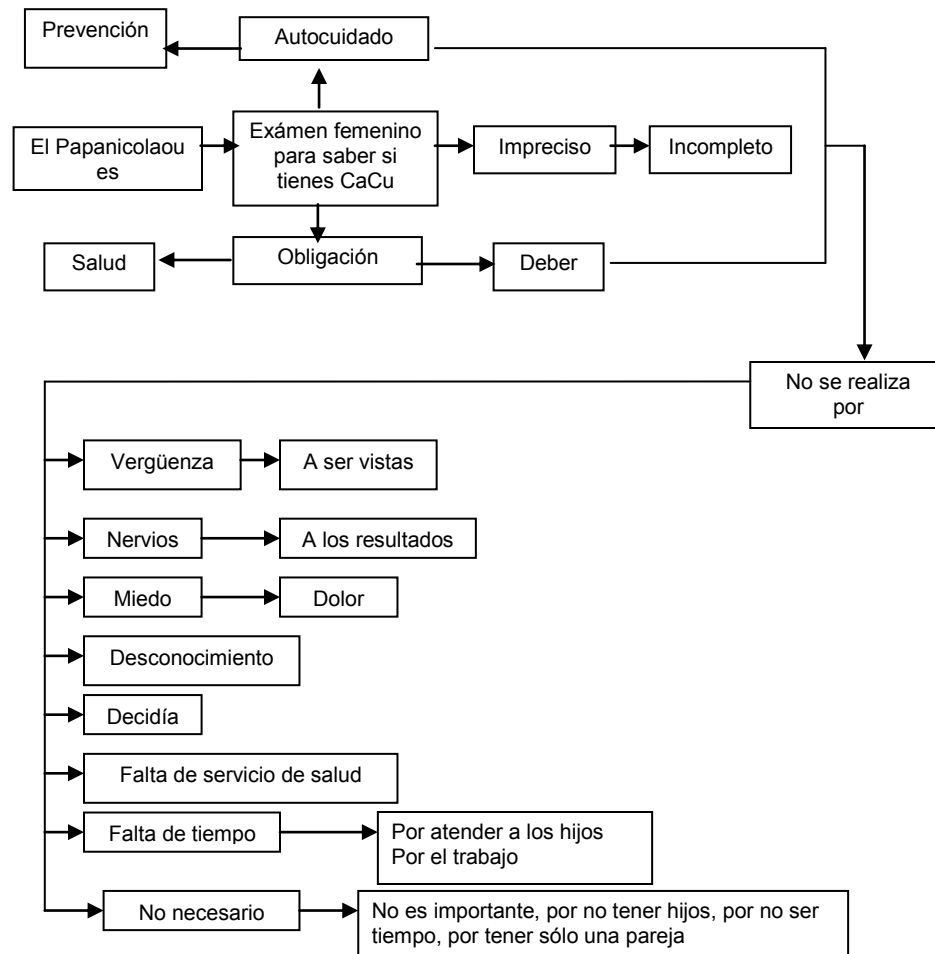 Prevención
Autocuidado
El Papanicolaou
es
Exámen femenino
para saber si
tienes CaCu
Impreciso
Incompleto
Salud
Obligación
Deber
No se realiza
por
Vergüenza
A ser vistas
Nervios
A los resultados
Miedo
Dolor
Desconocimiento
Decidía
Falta de servicio de salud
Falta de tiempo
Por atender a los hijos
Por el trabajo
No necesario
No es importante, por no tener hijos, por no ser
tiempo, por tener sólo una pareja